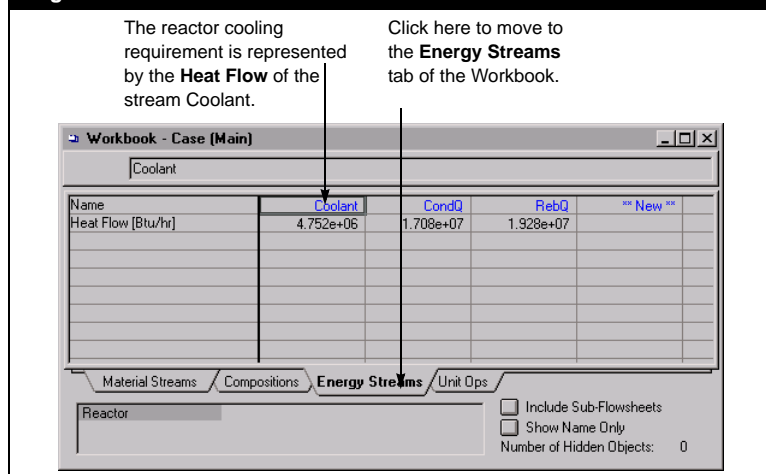 The reactor cooling
requirement is represented
by the Heat Flow of the
stream Coolant.
Click here to move to
the Energy Streams
tab of the Workbook.
Workbook - Case (Main)
Coolant
Name Coolant CondQ RebQ ** New **
Heat Flow [Btu/hr] 4.752e+06 1.708e+07 1.928e+07
Material Streams Compositions Energy Streams Unit Ops
Reactor
Include Sub-Flowsheets
Show Name Only
Number of Hidden Objects: 0